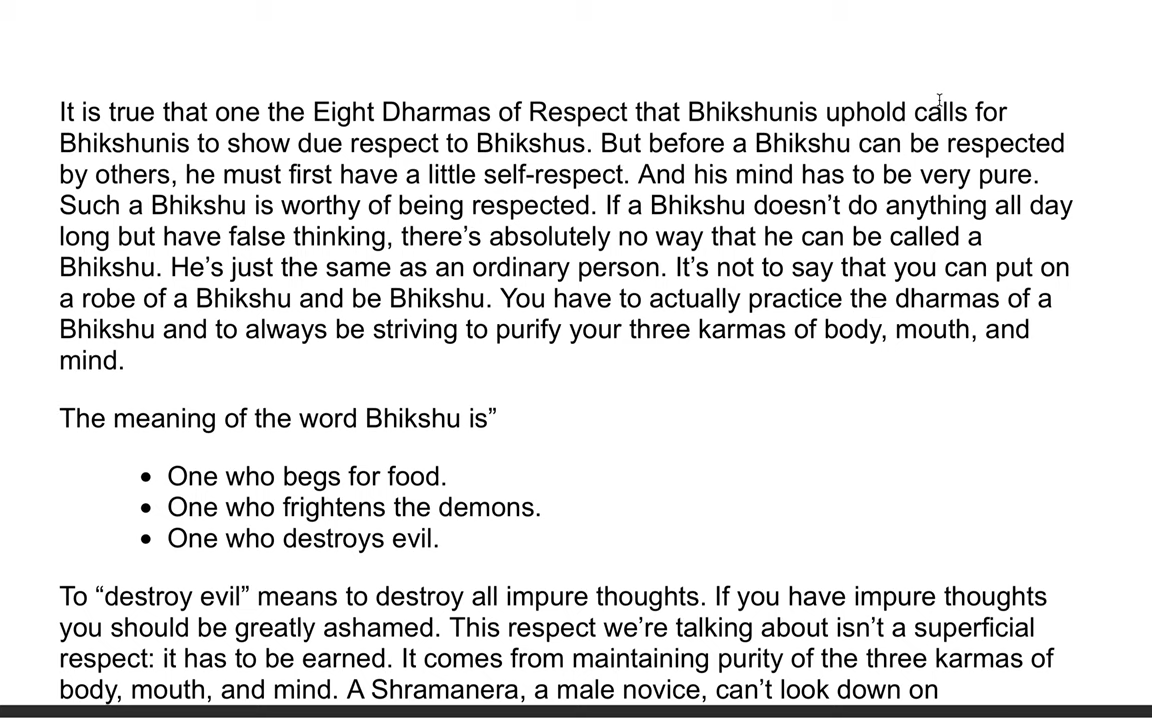 It is true that one the Eight Dharmas of Respect that Bhikshunis uphold calls for
Bhikshunis to show due respect to Bhikshus. But before a Bhikshu can be respected
by others, he must first have a little self-respect. And his mind has to be very pure.
Such a Bhikshu is worthy of being respected. If a Bhikshu doesn’t do anything all day
long but have false thinking, there’s absolutely no way that he can be called a
Bhikshu. He’s just the same as an ordinary person. It’s not to say that you can put on
a robe of a Bhikshu and be Bhikshu. You have to actually practice the dharmas of a
Bhikshu and to always be striving to purify your three karmas of body, mouth, and
mind.
The meaning of the word Bhikshu is”
• One who begs for food.
• One who frightens the demons.
• One who destroys evil.
To “destroy evil” means to destroy all impure thoughts. If you have impure thoughts
you should be greatly ashamed. This respect we’re talking about isn’t a superficial
respect: it has to be earned. It comes from maintaining purity of the three karmas of
body, mouth, and mind. A Shramanera, a male novice, can’t look down on